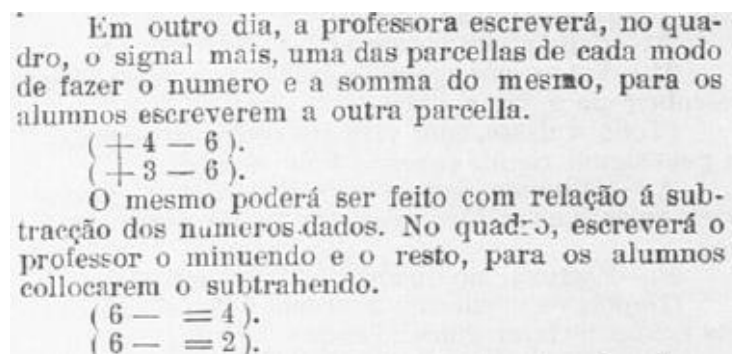 Em outro dia, a professora escreverá, no qua-
dro, o signal mais, uma das parcellas de cada modo
de fazer o numero e a somma do mesmo, para os
alumnos escreverem a outra parcella.
( + 4 — 6 ).
( + 3 — 6 ).
O mesmo poderá ser feito com relação á sub-
tracção dos numeros dados. No quadro, escreverá o
professor o minuendo e o resto, para os alumnos
collocarem o subtrahendo.
( 6 — = 4 ).
( 6 — = 2 ).